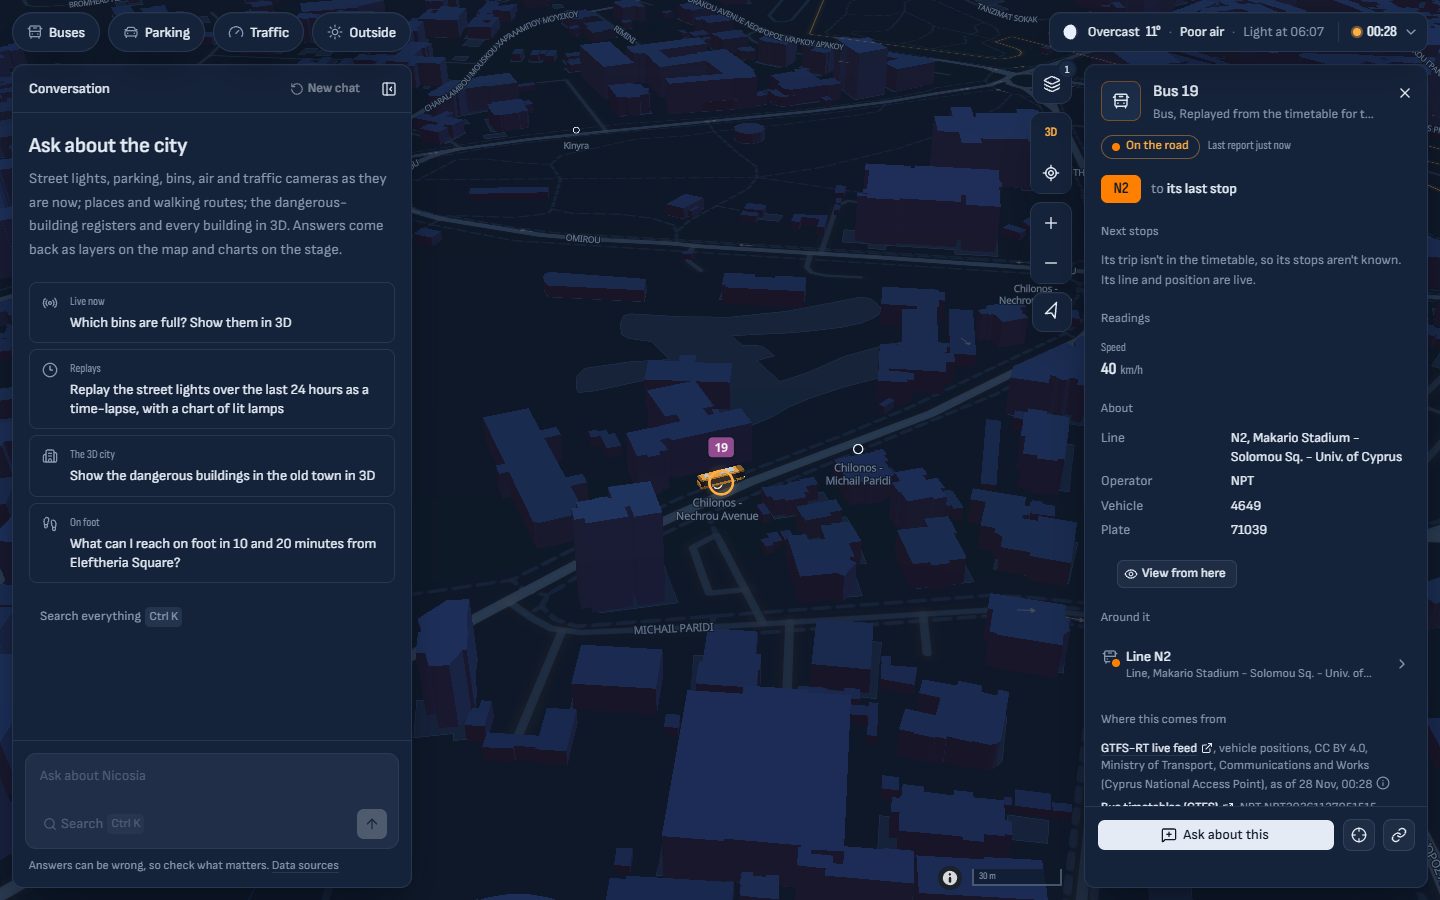 Buses
Parking
Traffic
Outside
Overcast 11° · Poor air · Light at 06:07
00:28
Conversation
New chat
Ask about the city
Street lights, parking, bins, air and traffic cameras as they
are now; places and walking routes; the dangerous-
building registers and every building in 3D. Answers come
back as layers on the map and charts on the stage.
Live now
Which bins are full? Show them in 3D
Replays
Replay the street lights over the last 24 hours as a
time-lapse, with a chart of lit lamps
The 3D city
Show the dangerous buildings in the old town in 3D
On foot
What can I reach on foot in 10 and 20 minutes from
Eleftheria Square?
Search everything Ctrl K
Ask about Nicosia
Search Ctrl K
Answers can be wrong, so check what matters. Data sources
CHARALAMBOU MOUSKOU ΧΑΡΑΛΑΜΠΟΥ ΜΟΥΣΚΟΥ
RIMINI
DRAKOU AVENUE ΛΕΩΦΟΡΟΣ ΜΑΡΚΟΥ ΔΡΑΚΟΥ
TANZIMAT SOKAK
Kinyra
OMIROU
Chilonos -
19
Chilonos -
Nechrou Avenue
Chilonos -
Michail Paridi
MICHAIL PARIDI
1
3D
30 m
Bus 19
Bus, Replayed from the timetable for t...
On the road
Last report just now
N2 to its last stop
Next stops
Its trip isn't in the timetable, so its stops aren't known.
Its line and position are live.
Readings
Speed
40 km/h
About
Line N2, Makario Stadium -
Solomou Sq. - Univ. of Cyprus
Operator NPT
Vehicle 4649
Plate 71039
View from here
Around it
Line N2
Line, Makario Stadium - Solomou Sq. - Univ. of...
Where this comes from
GTFS-RT live feed , vehicle positions, CC BY 4.0,
Ministry of Transport, Communications and Works
(Cyprus National Access Point), as of 28 Nov, 00:28
Ask about this